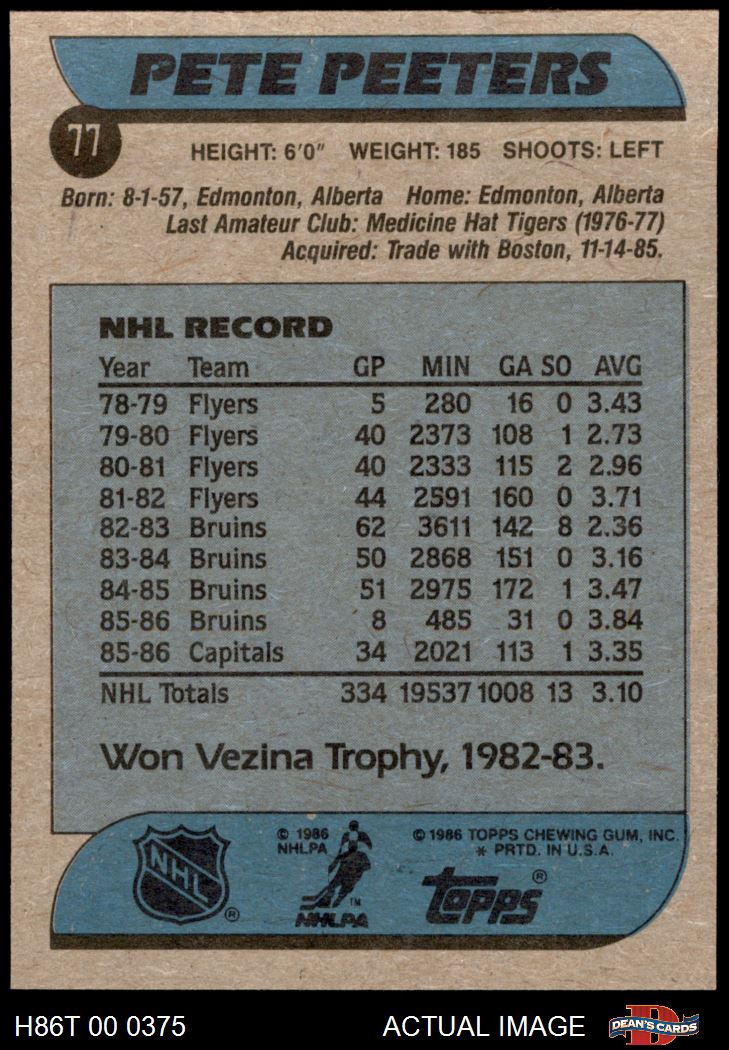 PETE PEETERS
77
HEIGHT: 6'0" WEIGHT: 185 SHOOTS: LEFT
Born: 8-1-57, Edmonton, Alberta Home: Edmonton, Alberta
Last Amateur Club: Medicine Hat Tigers (1976-77)
Acquired: Trade with Boston, 11-14-85.
NHL RECORD
Year Team GP MIN GA SO AVG
78-79 Flyers 5 280 16 0 3.43
79-80 Flyers 40 2373 108 1 2.73
80-81 Flyers 40 2333 115 2 2.96
81-82 Flyers 44 2591 160 0 3.71
82-83 Bruins 62 3611 142 8 2.36
83-84 Bruins 50 2868 151 0 3.16
84-85 Bruins 51 2975 172 1 3.47
85-86 Bruins 8 485 31 0 3.84
85-86 Capitals 34 2021 113 1 3.35
NHL Totals 334 19537 1008 13 3.10
Won Vezina Trophy, 1982-83.
NHL ®
© 1986
NHLPA
TM
NHLPA
© 1986 TOPPS CHEWING GUM, INC.
* PRTD. IN U.S.A.
topps ®
H86T 00 0375 ACTUAL IMAGE D DEAN'S CARDS